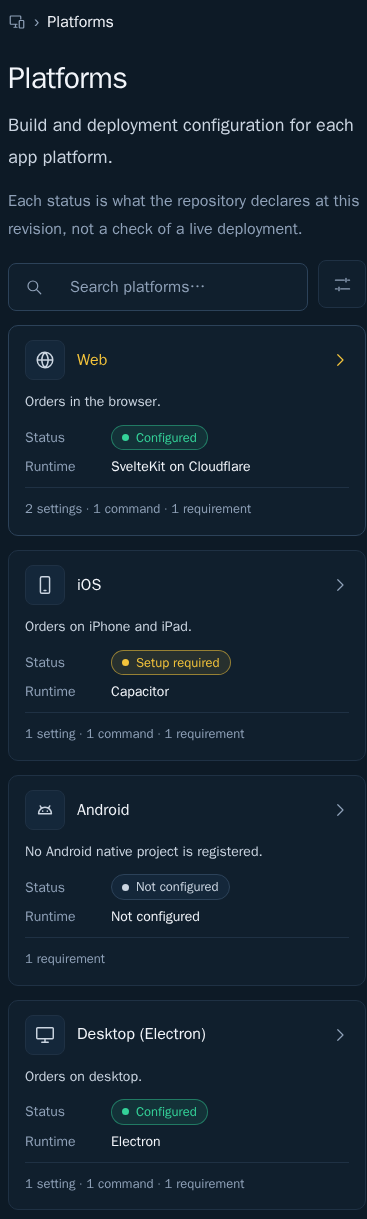 › Platforms
Platforms
Build and deployment configuration for each
app platform.
Each status is what the repository declares at this
revision, not a check of a live deployment.
Search platforms···
Web
Orders in the browser.
Status Configured
Runtime SvelteKit on Cloudflare
2 settings · 1 command · 1 requirement
iOS
Orders on iPhone and iPad.
Status Setup required
Runtime Capacitor
1 setting · 1 command · 1 requirement
Android
No Android native project is registered.
Status Not configured
Runtime Not configured
1 requirement
Desktop (Electron)
Orders on desktop.
Status Configured
Runtime Electron
1 setting · 1 command · 1 requirement